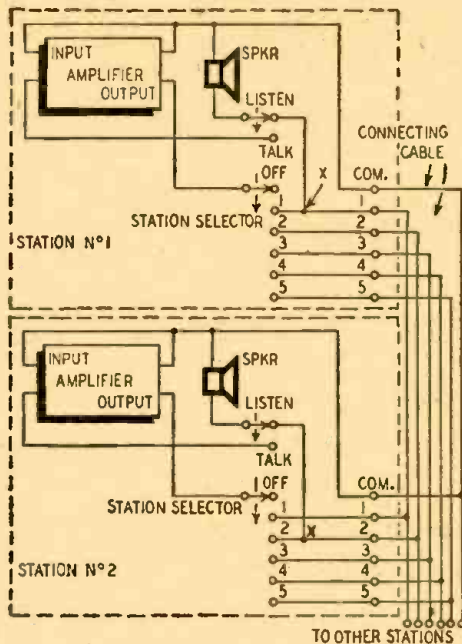 INPUT
AMPLIFIER
OUTPUT
SPKR
LISTEN
TALK
CONNECTING
CABLE
OFF
X
COM.
1
1
STATION SELECTOR
2
2
STATION Nº1
3
3
4
4
5
5
INPUT
AMPLIFIER
OUTPUT
SPKR
LISTEN
TALK
OFF
COM.
STATION SELECTOR
1
1
2
X
2
3
3
STATION Nº2
4
4
5
5
TO OTHER STATIONS